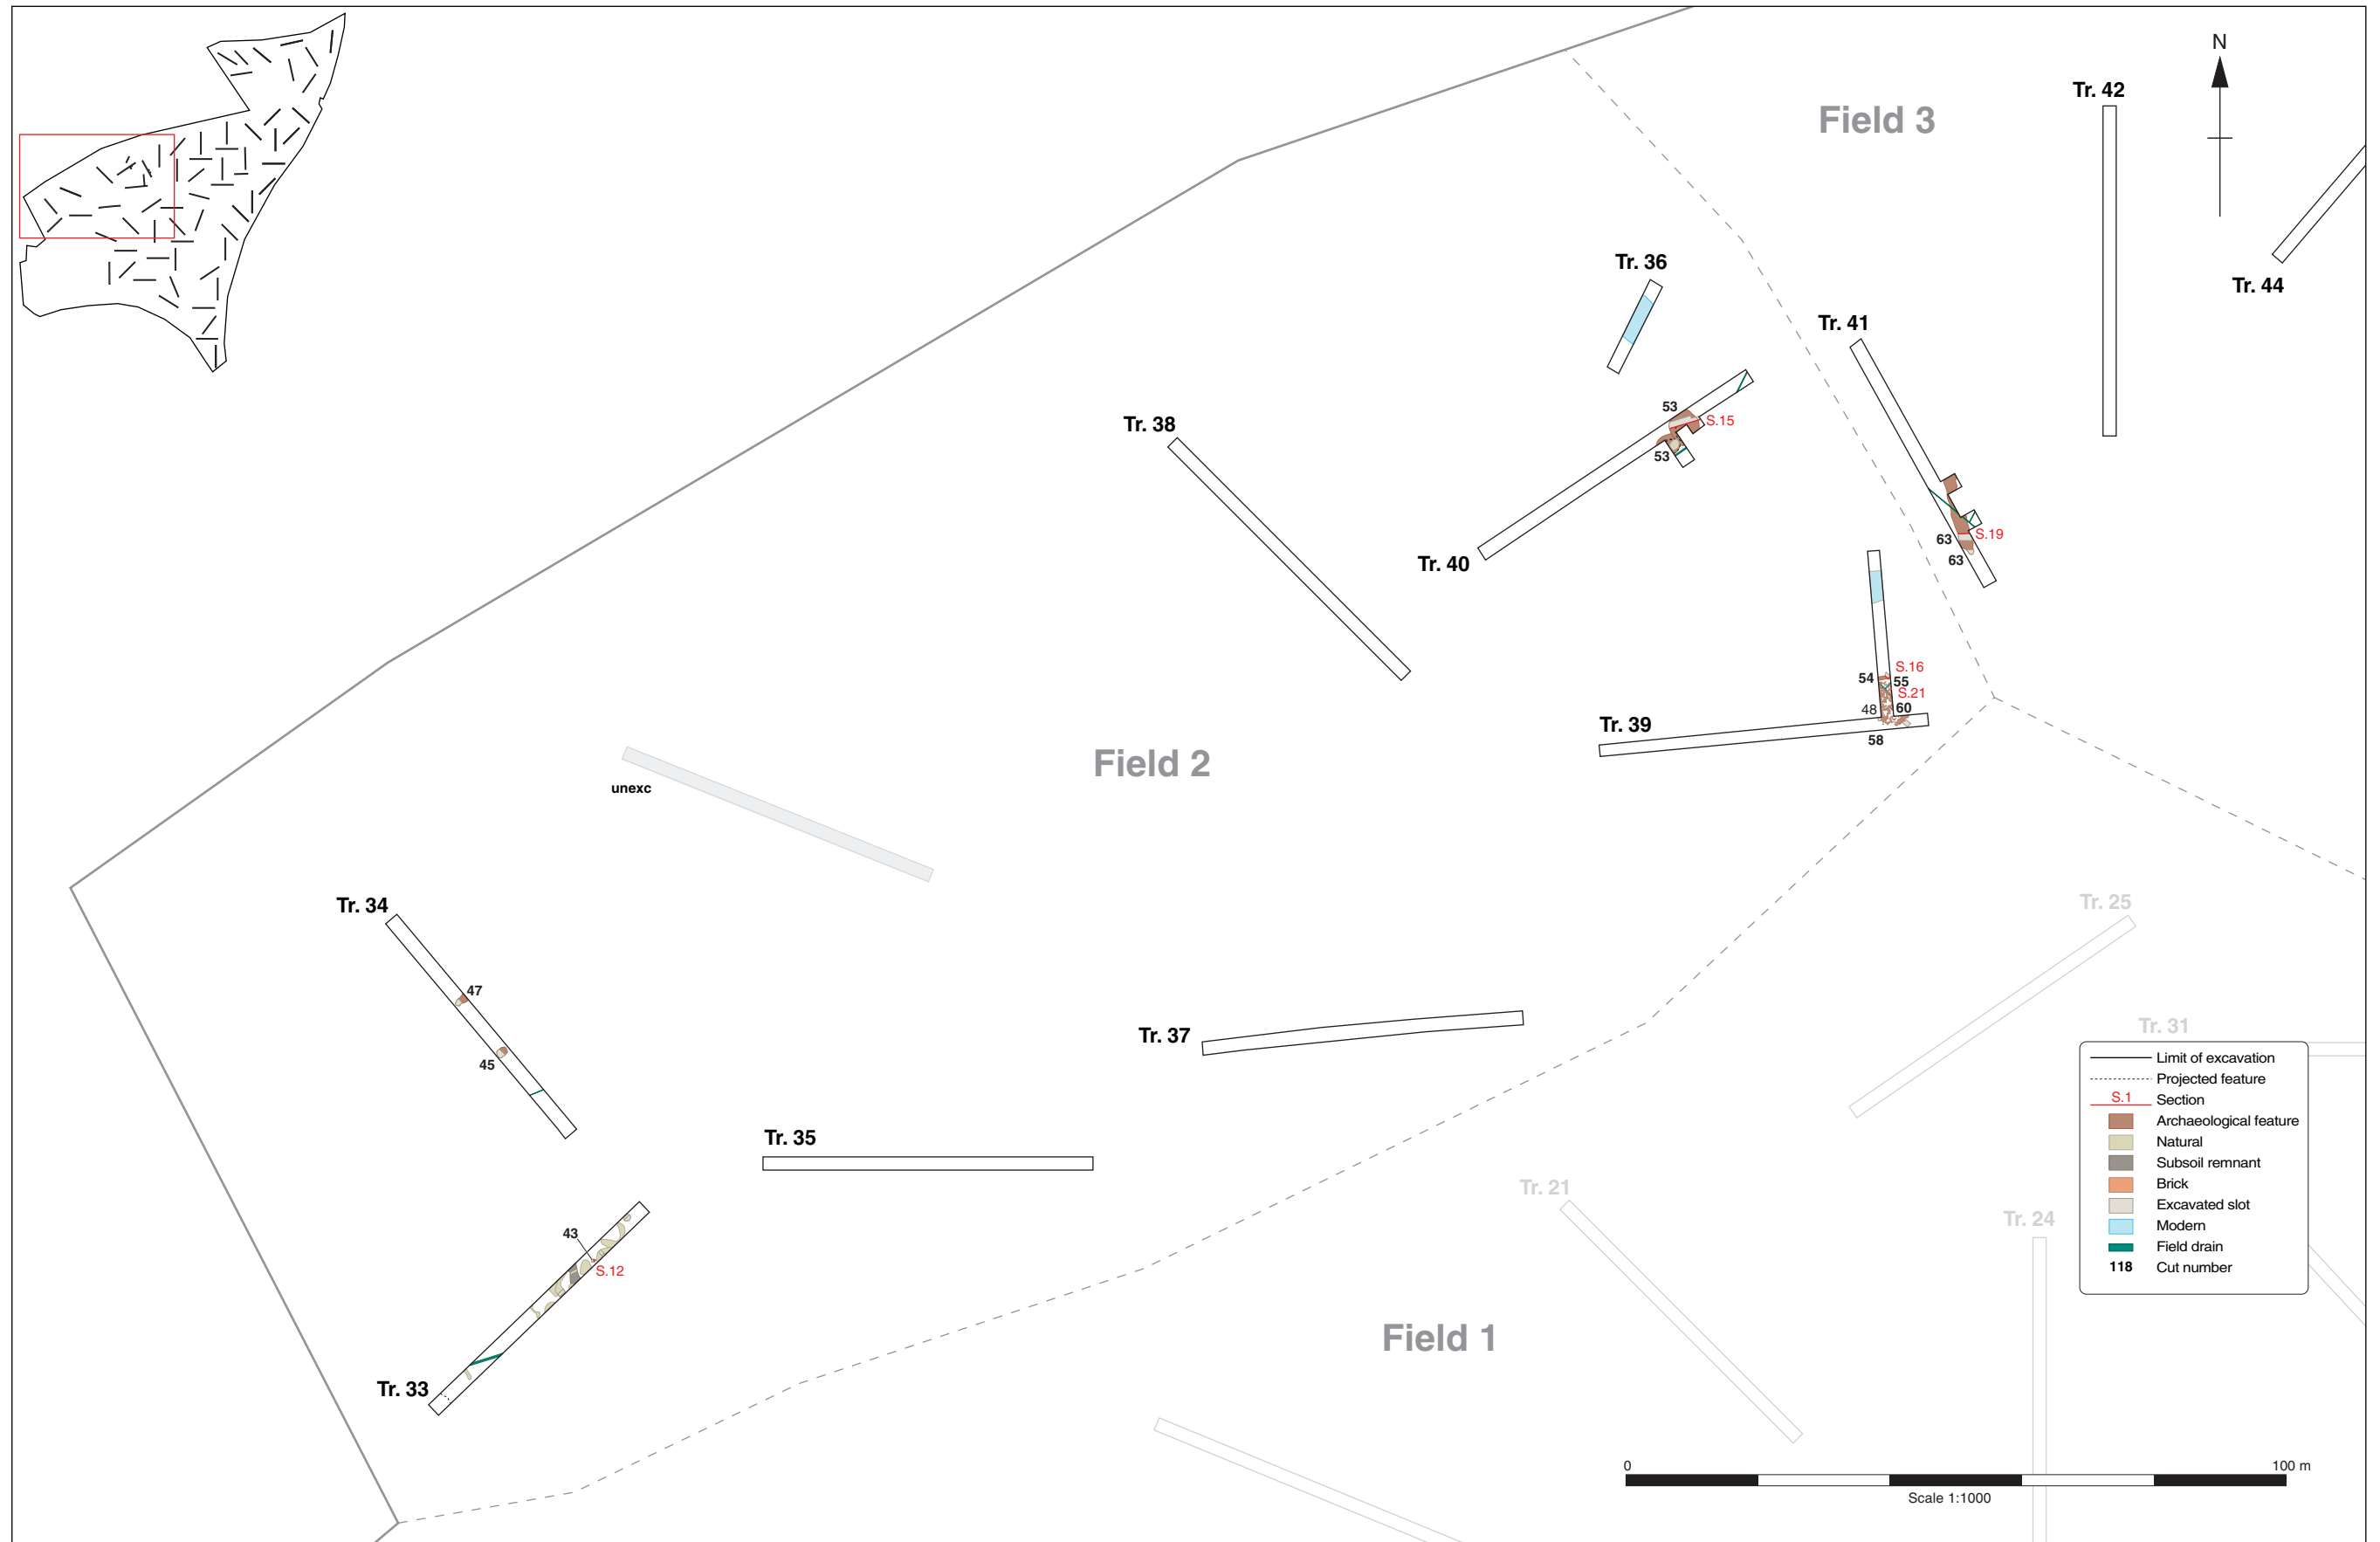 N
Tr. 42
Field 3
Tr. 36
Tr. 44
Tr. 41
53
S.15
Tr. 38
53
S.19
63
63
Tr. 40
S.16
54
55
S.21
48
60
Tr. 39
58
Field 2
unexc
Tr. 25
Tr. 34
47
Tr. 31
Tr. 37
45
Limit of excavation
Projected feature
S.1
Section
Archaeological feature
Natural
Subsoil remnant
Brick
Excavated slot
Modern
Field drain
118
Cut number
Tr. 35
Tr. 21
Tr. 24
43
S.12
Field 1
Tr. 33
0
100 m
Scale 1:1000